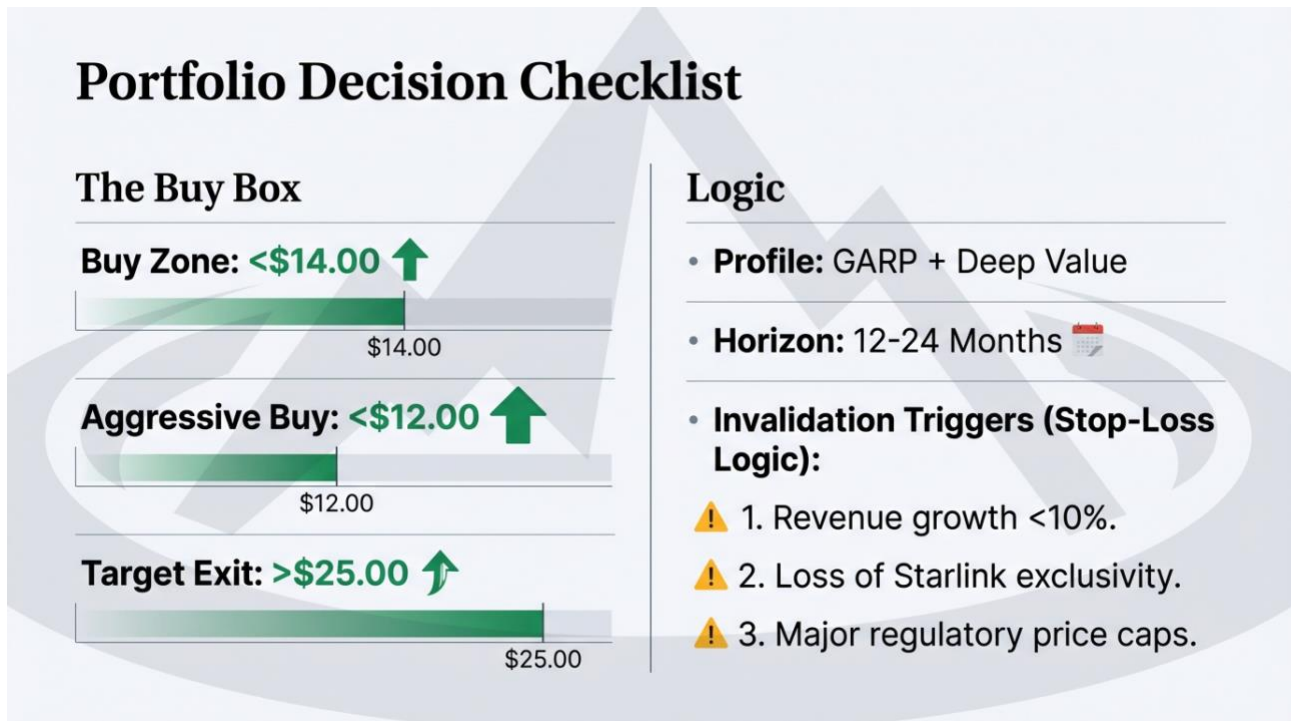 Portfolio Decision Checklist
The Buy Box
Buy Zone: <$14.00
$14.00
Aggressive Buy: <$12.00
$12.00
Target Exit: >$25.00
$25.00
Logic
• Profile: GARP + Deep Value
• Horizon: 12-24 Months
• Invalidation Triggers (Stop-Loss
Logic):
1. Revenue growth <10%.
2. Loss of Starlink exclusivity.
3. Major regulatory price caps.